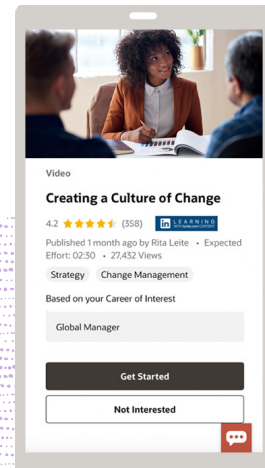 Video
Creating a Culture of Change
4.2 (358) in LEARNING
Published 1 month ago by Rita Leite • Expected
Effort: 02:30 • 27,432 Views
Strategy Change Management
Based on your Career of Interest
Global Manager
Get Started
Not Interested